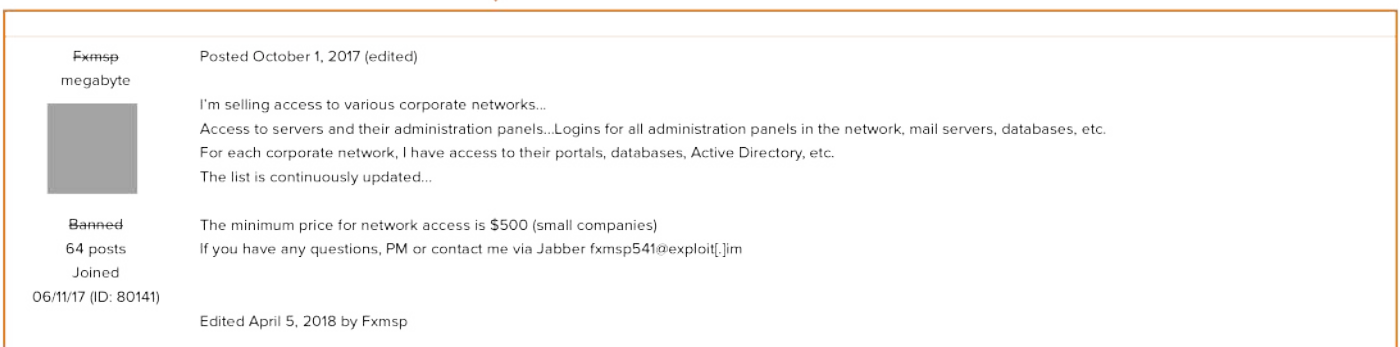 Fxmsp
megabyte
Banned
64 posts
Joined
06/11/17 (ID: 80141)
Posted October 1, 2017 (edited)
I'm selling access to various corporate networks...
Access to servers and their administration panels...Logins for all administration panels in the network, mail servers, databases, etc.
For each corporate network, I have access to their portals, databases, Active Directory, etc.
The list is continuously updated...
The minimum price for network access is $500 (small companies)
If you have any questions, PM or contact me via Jabber fxmsp541@exploit[.]im
Edited April 5, 2018 by Fxmsp